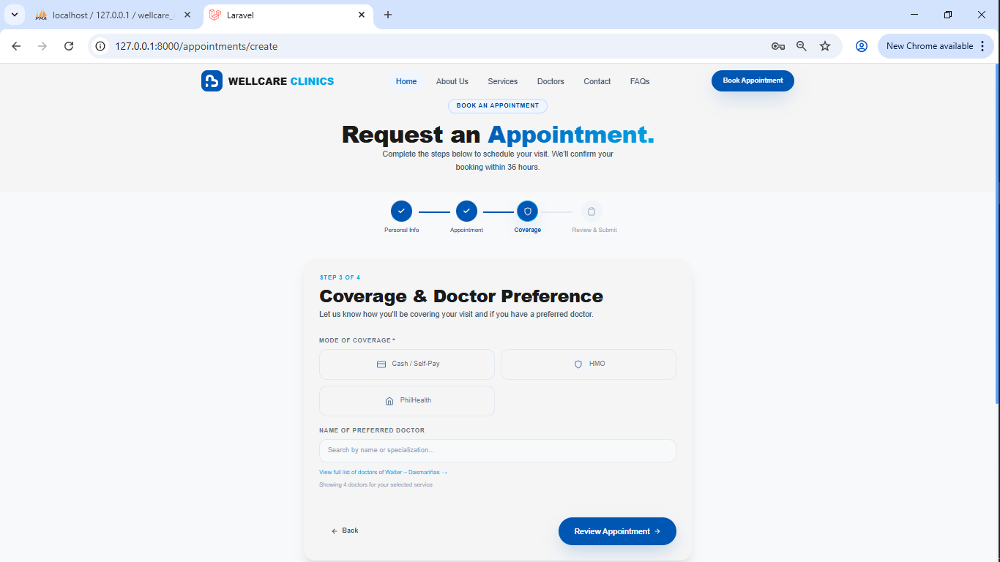 localhost / 127.0.0.1 / wellcare_
Laravel
127.0.0.1:8000/appointments/create
New Chrome available
WELLCARE CLINICS
Home
About Us
Services
Doctors
Contact
FAQs
Book Appointment
BOOK AN APPOINTMENT
Request an Appointment.
Complete the steps below to schedule your visit. We'll confirm your
booking within 36 hours.
Personal Info
Appointment
Coverage
Review & Submit
STEP 3 OF 4
Coverage & Doctor Preference
Let us know how you'll be covering your visit and if you have a preferred doctor.
MODE OF COVERAGE *
Cash / Self-Pay
HMO
PhilHealth
NAME OF PREFERRED DOCTOR
Search by name or specialization...
View full list of doctors of Walter – Dasmariñas →
Showing 4 doctors for your selected service
← Back
Review Appointment →